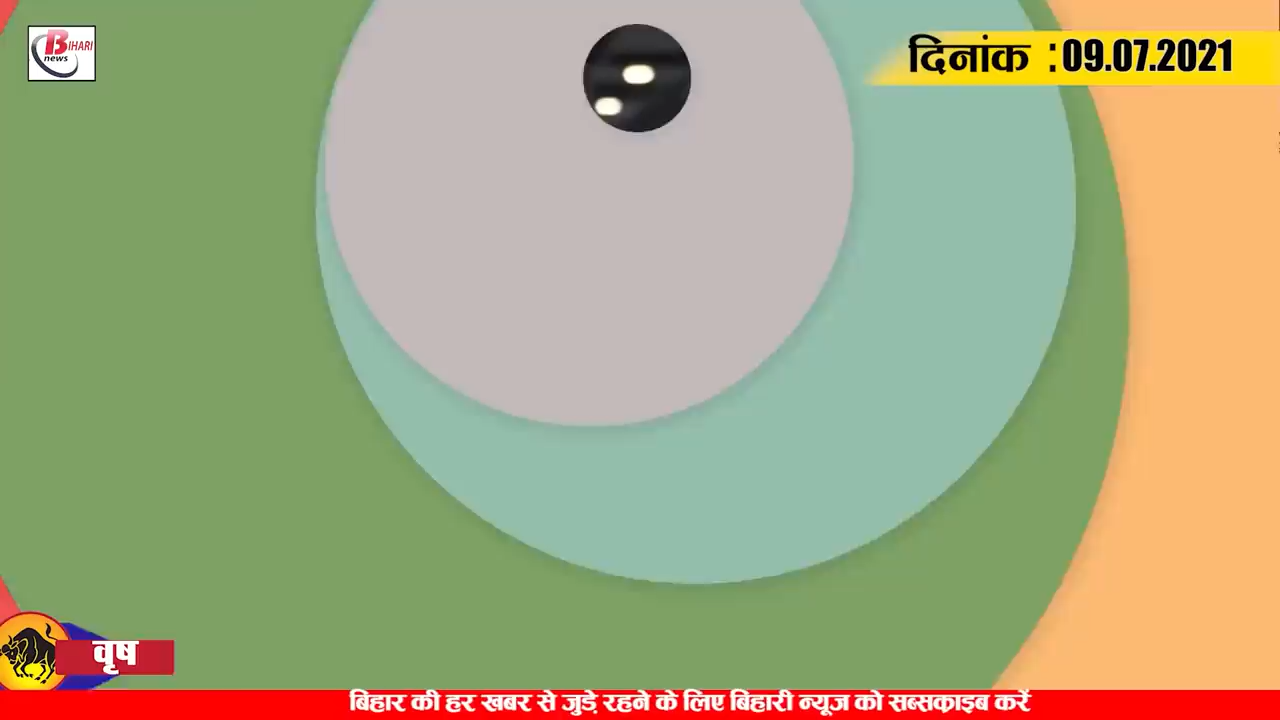 BIHARI
news
दिनांक :09.07.2021
वृष
बिहार की हर खबर से जुड़े रहने के लिए बिहारी न्यूज को सब्सक्राइब करें